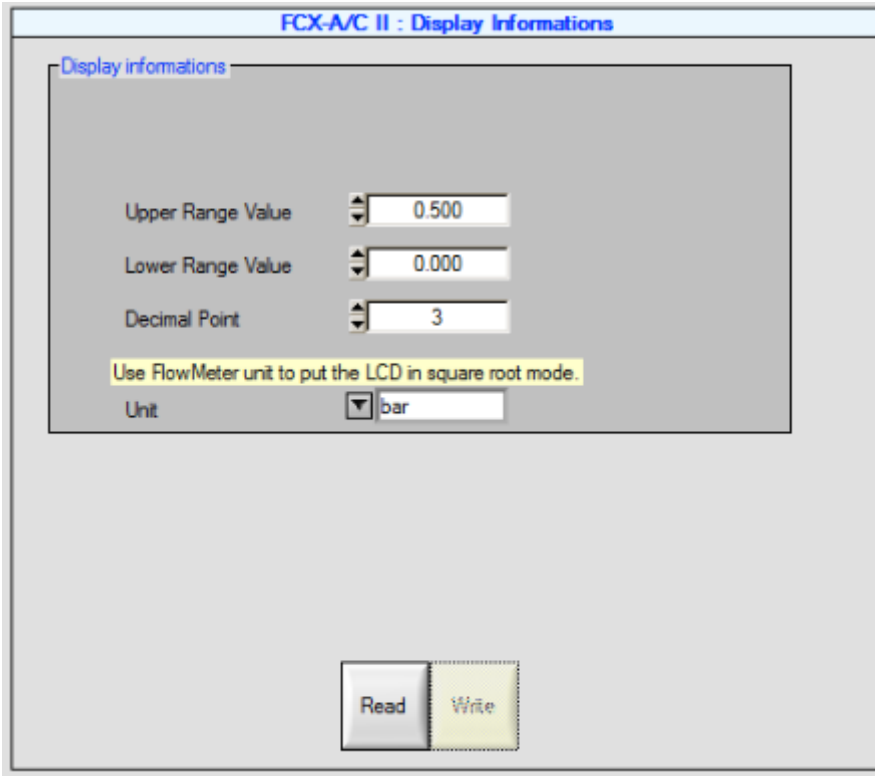 FCX-A/C II : Display Informations
Display informations
Upper Range Value 0.500
Lower Range Value 0.000
Decimal Point 3
Use FlowMeter unit to put the LCD in square root mode.
Unit bar
Read Write